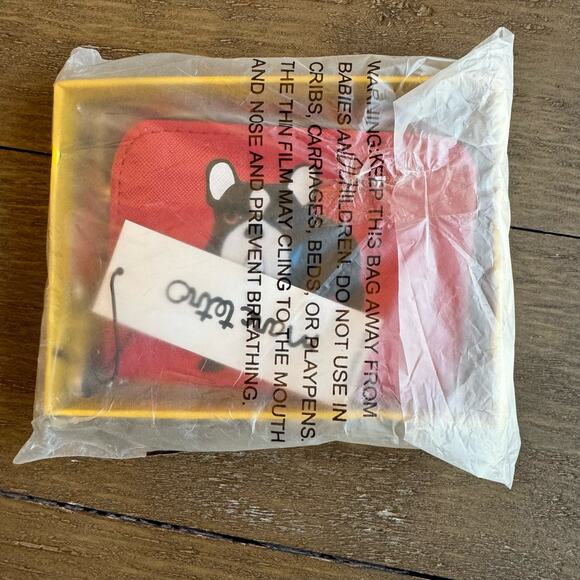 WARNING:KEEP THIS BAG AWAY FROM
BABIES AND CHILDREN. DO NOT USE IN
CRIBS, CARRIAGES, BEDS, OR PLAYPENS.
THE THIN FILM MAY CLING TO THE MOUTH
AND NOSE AND PREVENT BREATHING.
tetro